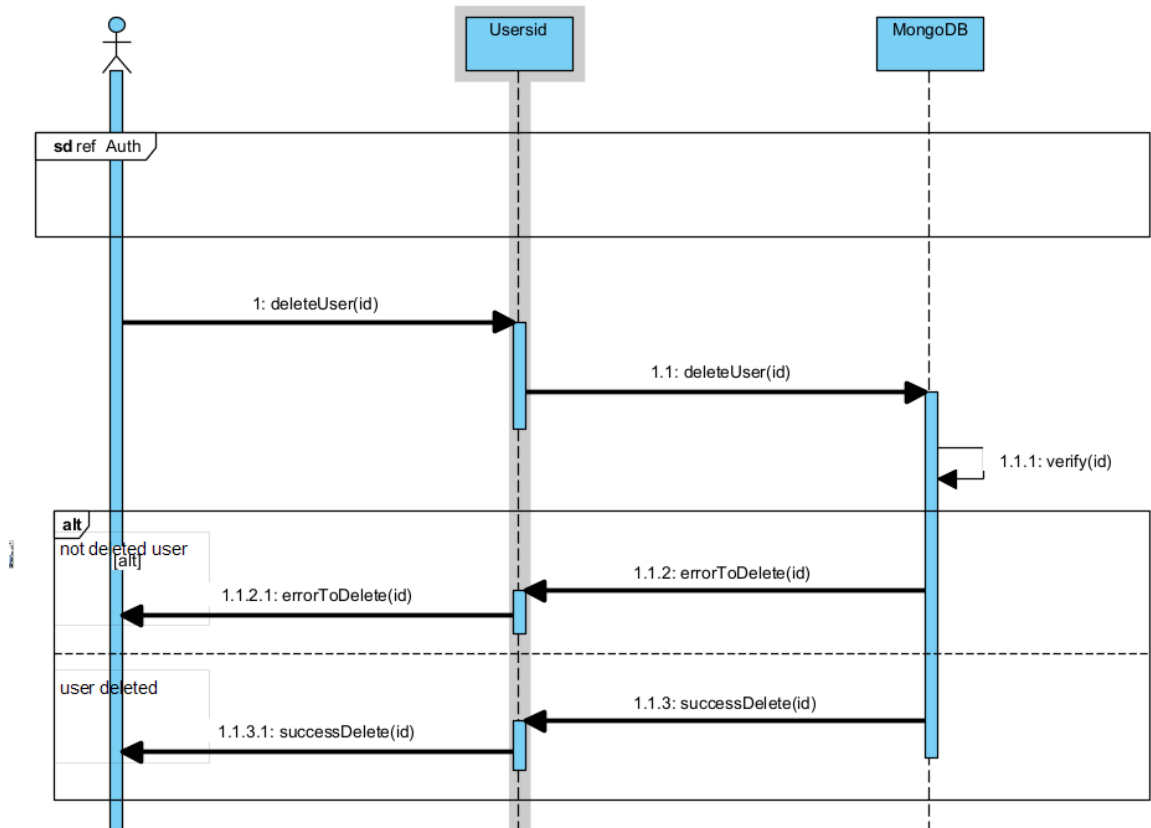 Usersid
MongoDB
sd ref Auth
1: deleteUser(id)
1.1: deleteUser(id)
1.1.1: verify(id)
alt
not deleted user
[alt]
1.1.2: errorToDelete(id)
1.1.2.1: errorToDelete(id)
user deleted
1.1.3: successDelete(id)
1.1.3.1: successDelete(id)